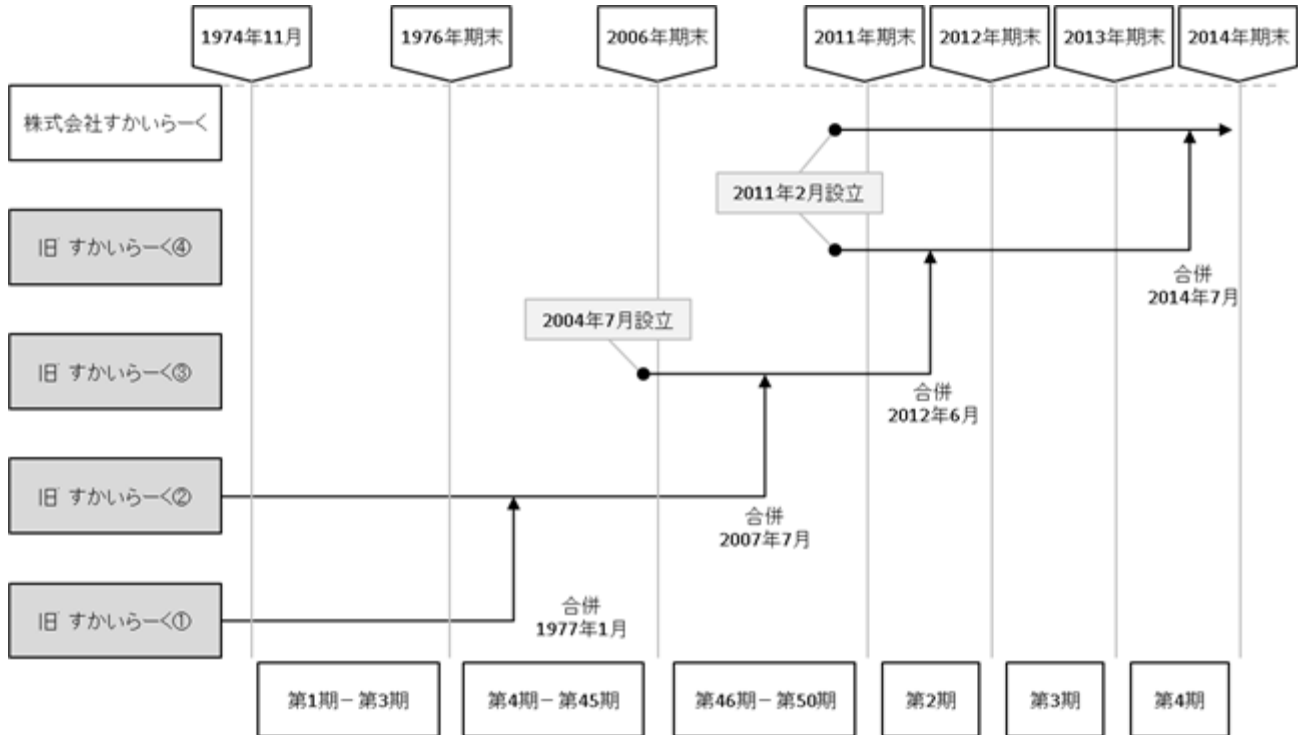 1974年11月
1976年期末
2006年期末
2011年期末
2012年期末
2013年期末
2014年期末
株式会社すかいらーく
2011年2月設立
旧 すかいらーく④
合併
2014年7月
2004年7月設立
旧 すかいらーく③
合併
2012年6月
旧 すかいらーく②
合併
2007年7月
旧 すかいらーく①
合併
1977年1月
第1期－第3期
第4期－第45期
第46期－第50期
第2期
第3期
第4期